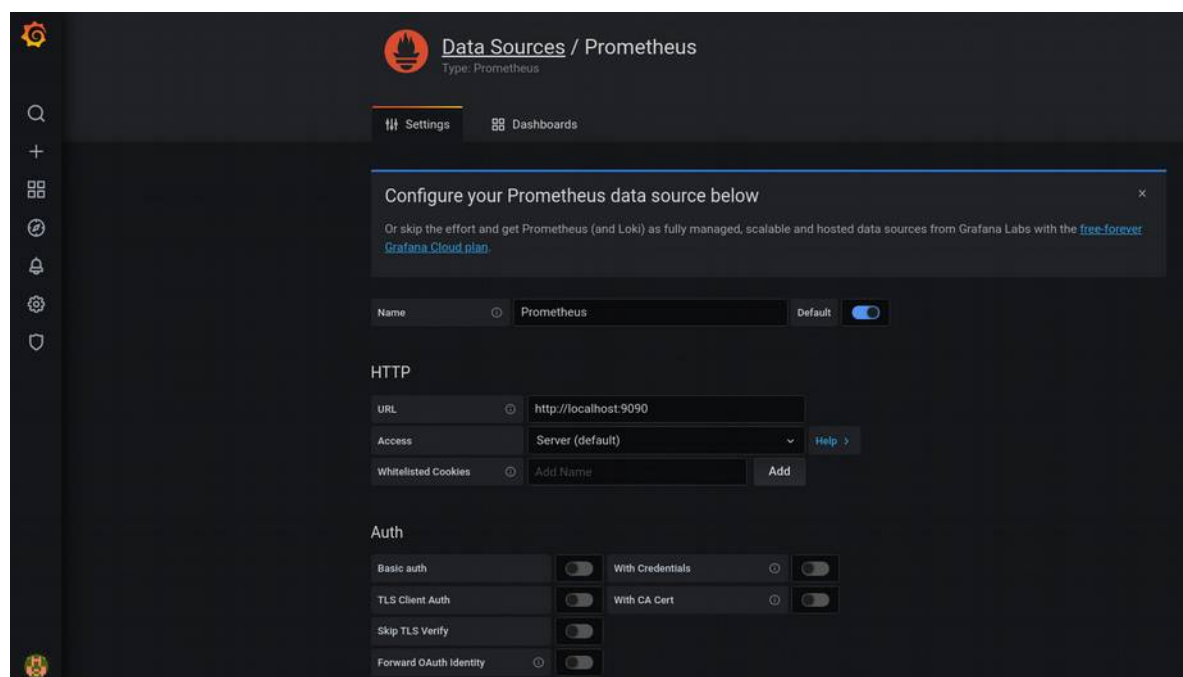 Data Sources / Prometheus
Type: Prometheus
Settings Dashboards
Configure your Prometheus data source below
Or skip the effort and get Prometheus (and Loki) as fully managed, scalable and hosted data sources from Grafana Labs with the free-forever
Grafana Cloud plan.
Name Prometheus Default
HTTP
URL http://localhost:9090
Access Server (default) Help >
Whitelisted Cookies Add Name Add
Auth
Basic auth With Credentials
TLS Client Auth With CA Cert
Skip TLS Verify
Forward OAuth Identity